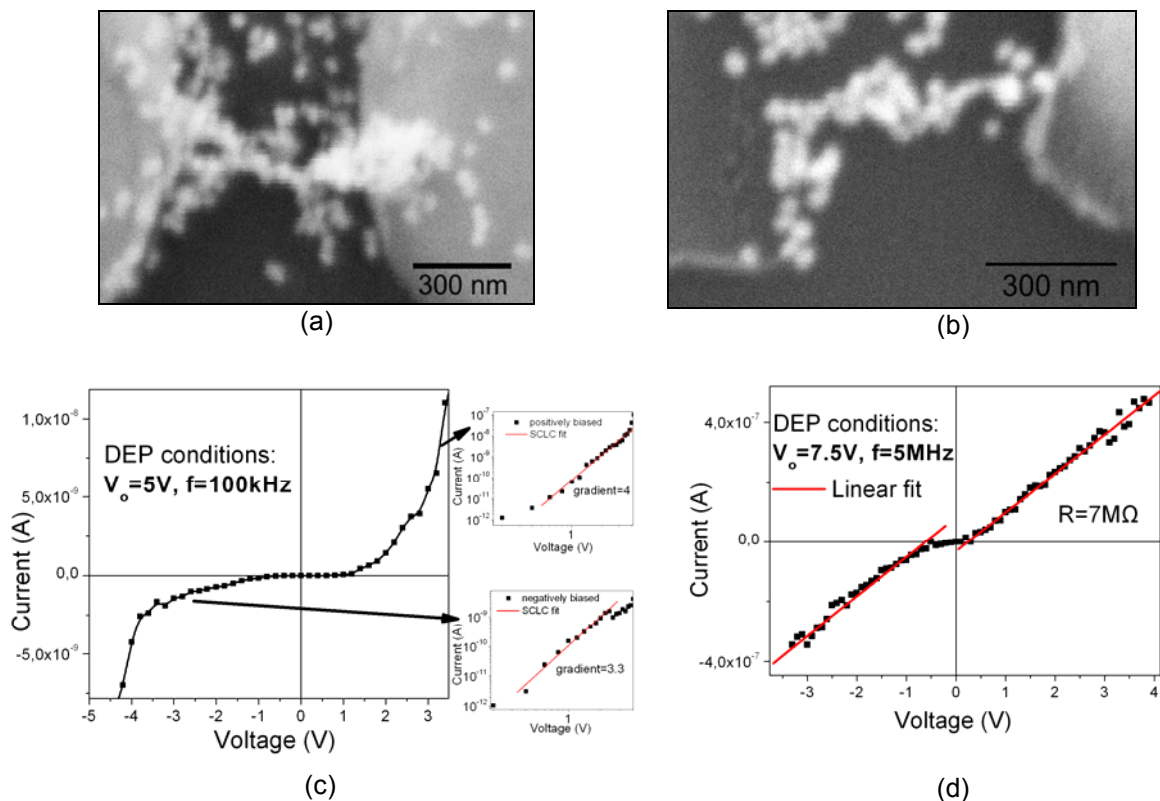 300 nm
(a)
300 nm
(b)
DEP conditions:
Vo=5V, f=100kHz
1,0x10⁻⁸
5,0x10⁻⁹
0,0
-5,0x10⁻⁹
Current (A)
-5 -4 -3 -2 -1 0 1 2 3
Voltage (V)
10⁻⁷
10⁻⁸
10⁻⁹
10⁻¹⁰
10⁻¹¹
10⁻¹²
Current (A)
positively biased
SCLC fit
gradient=4
1
Voltage (V)
10⁻⁹
10⁻¹⁰
10⁻¹¹
10⁻¹²
Current (A)
negatively biased
SCLC fit
gradient=3.3
1
Voltage (V)
(c)
DEP conditions:
Vo=7.5V, f=5MHz
Linear fit
R=7MΩ
4,0x10⁻⁷
0,0
-4,0x10⁻⁷
Current (A)
-3 -2 -1 0 1 2 3 4
Voltage (V)
(d)